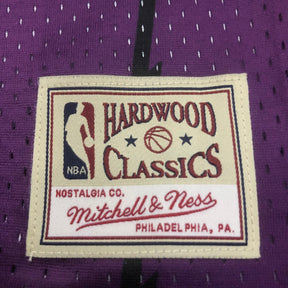 HARDWOOD
NBA
CLASSICS
NOSTALGIA CO.
Mitchell & Ness
PHILADELPHIA, PA.